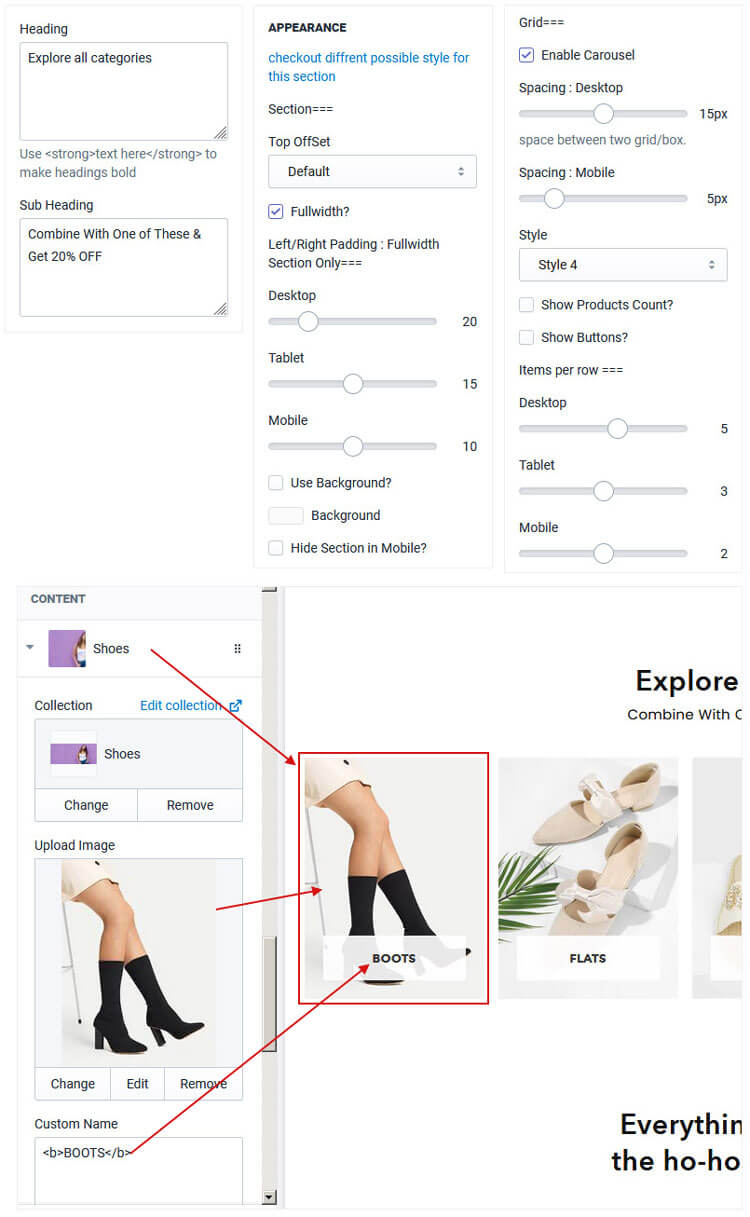 Heading
Explore all categories
Use <strong>text here</strong> to
make headings bold
Sub Heading
Combine With One of These &
Get 20% OFF
APPEARANCE
checkout diffrent possible style for
this section
Section===
Top OffSet
Default
Fullwidth?
Left/Right Padding : Fullwidth
Section Only===
Desktop
20
Tablet
15
Mobile
10
Use Background?
Background
Hide Section in Mobile?
Grid===
Enable Carousel
Spacing : Desktop
15px
space between two grid/box.
Spacing : Mobile
5px
Style
Style 4
Show Products Count?
Show Buttons?
Items per row ===
Desktop
5
Tablet
3
Mobile
2
CONTENT
Shoes
Collection
Edit collection
Shoes
Change
Remove
Upload Image
Change
Edit
Remove
Custom Name
<b>BOOTS</b>
Explore
Combine With
BOOTS
FLATS
Everythin
the ho-ho